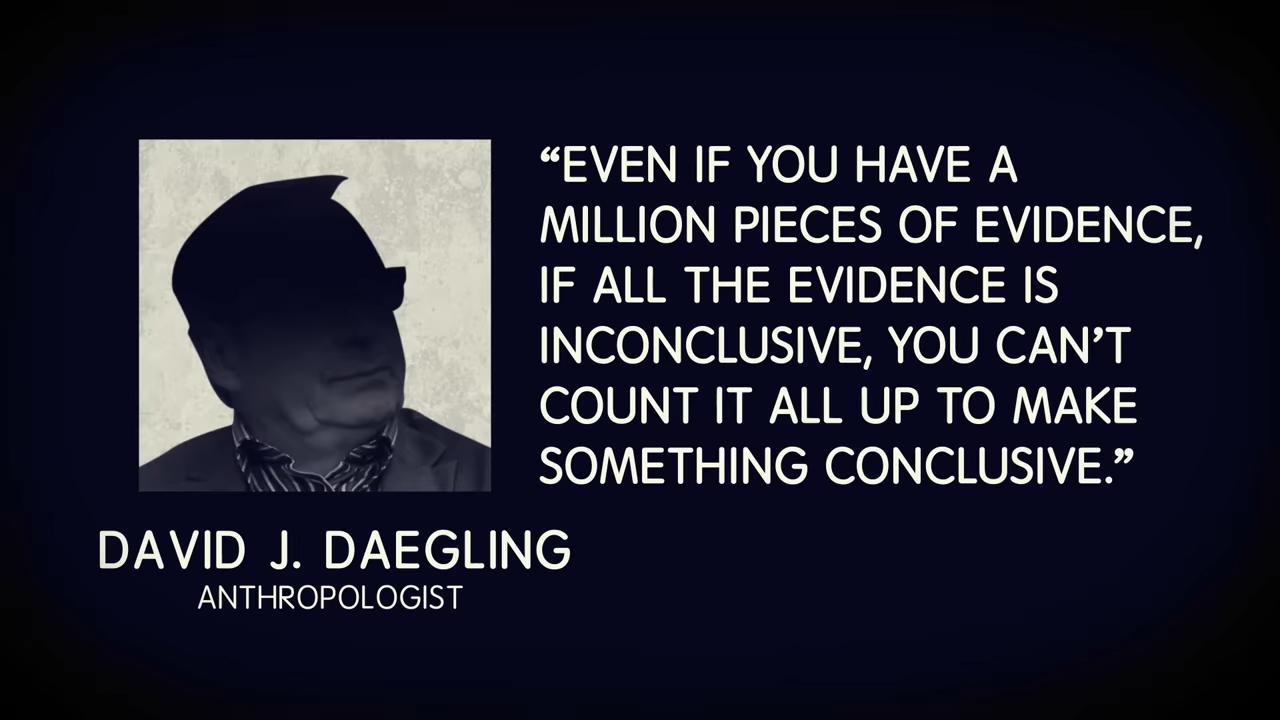 “EVEN IF YOU HAVE A
MILLION PIECES OF EVIDENCE,
IF ALL THE EVIDENCE IS
INCONCLUSIVE, YOU CAN’T
COUNT IT ALL UP TO MAKE
SOMETHING CONCLUSIVE.”
DAVID J. DAEGLING
ANTHROPOLOGIST